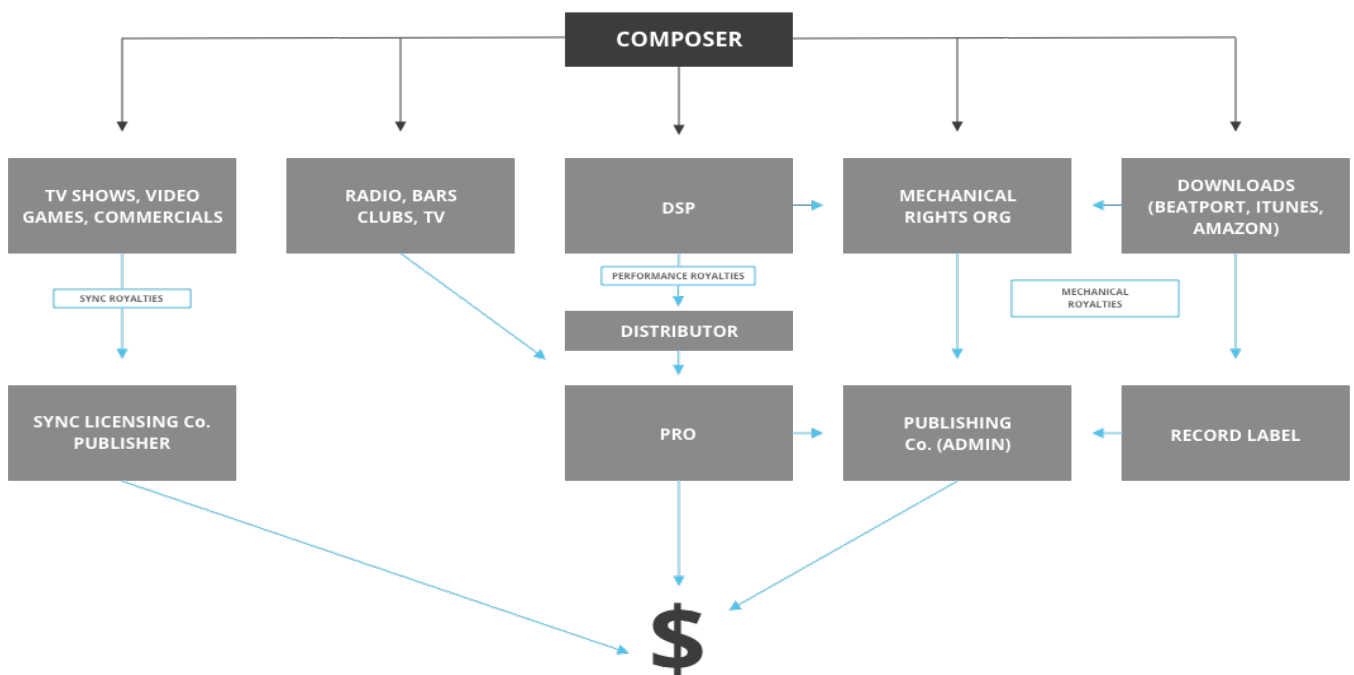 COMPOSER
TV SHOWS, VIDEO
GAMES, COMMERCIALS
RADIO, BARS
CLUBS, TV
DSP
MECHANICAL
RIGHTS ORG
DOWNLOADS
(BEATPORT, ITUNES,
AMAZON)
SYNC ROYALTIES
PERFORMANCE ROYALTIES
MECHANICAL
ROYALTIES
DISTRIBUTOR
SYNC LICENSING Co.
PUBLISHER
PRO
PUBLISHING
Co. (ADMIN)
RECORD LABEL
$